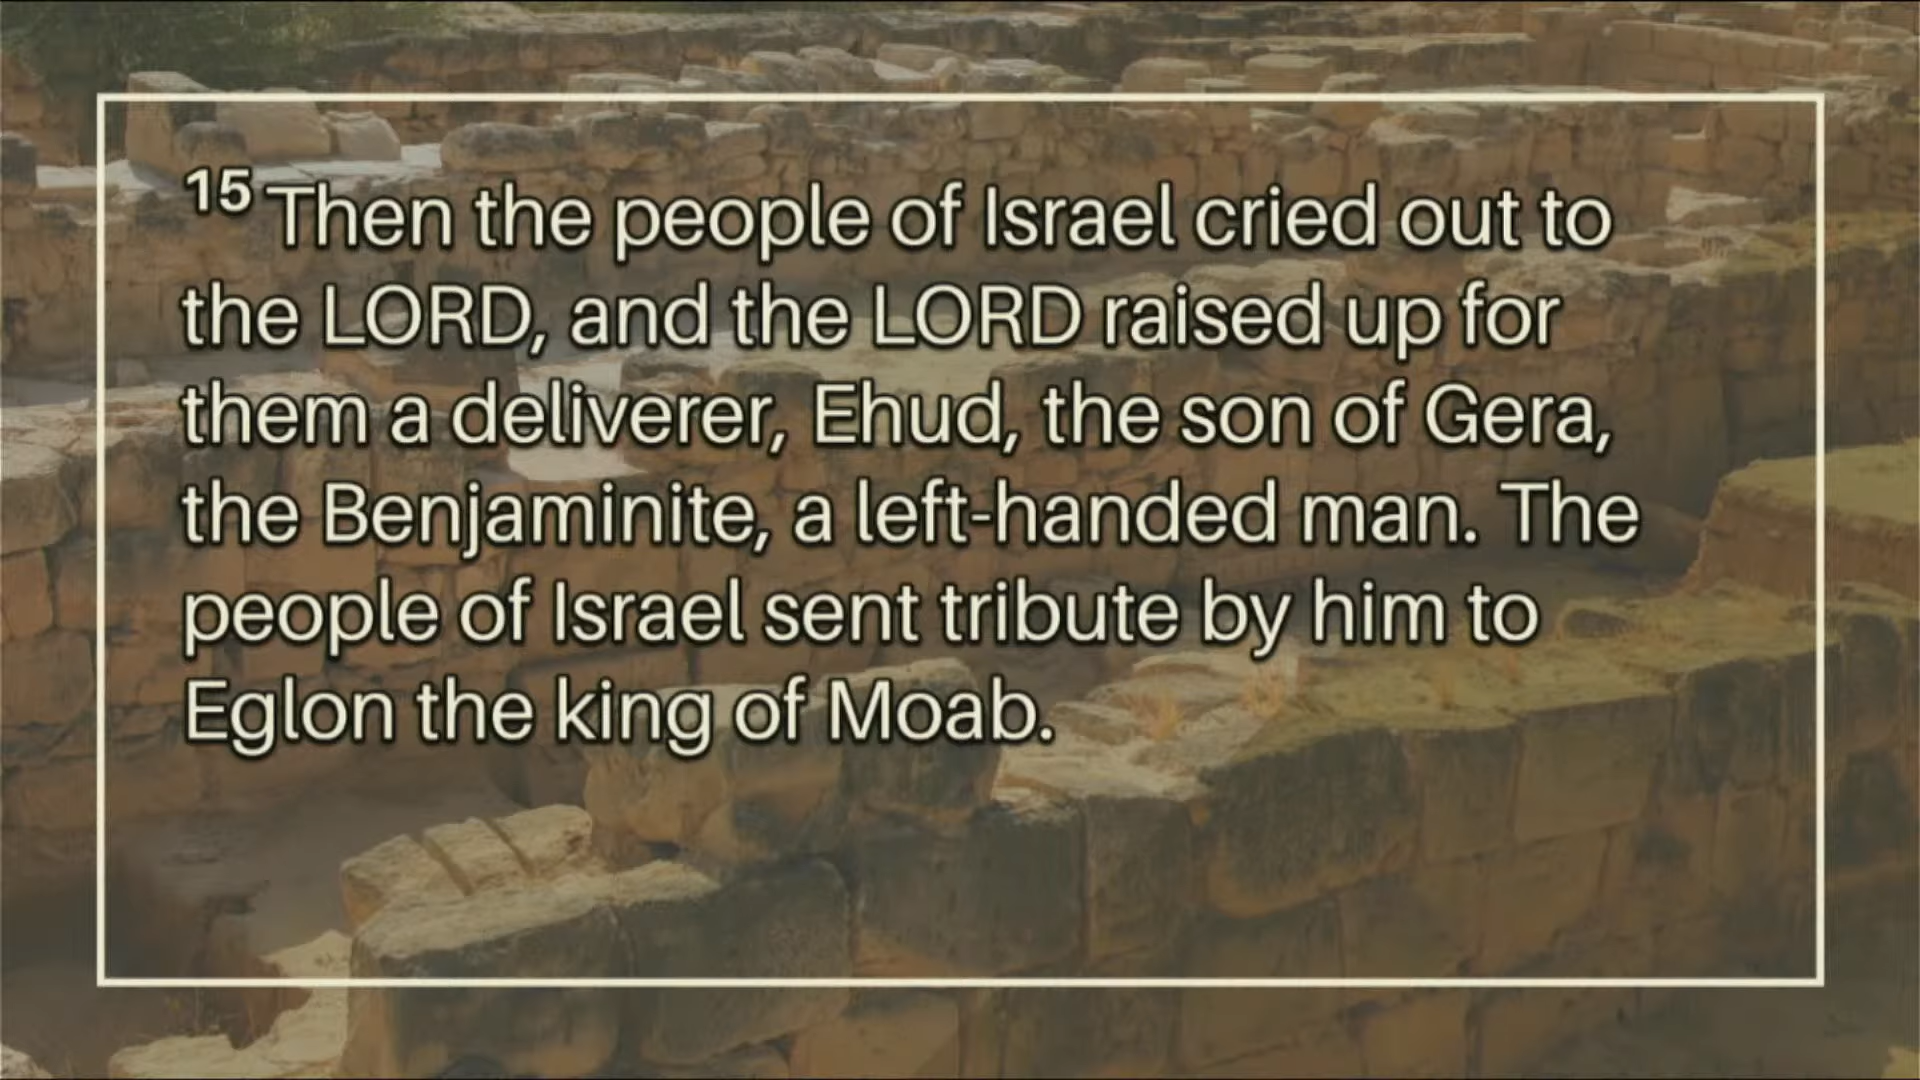 15 Then the people of Israel cried out to
the LORD, and the LORD raised up for
them a deliverer, Ehud, the son of Gera,
the Benjaminite, a left-handed man. The
people of Israel sent tribute by him to
Eglon the king of Moab.